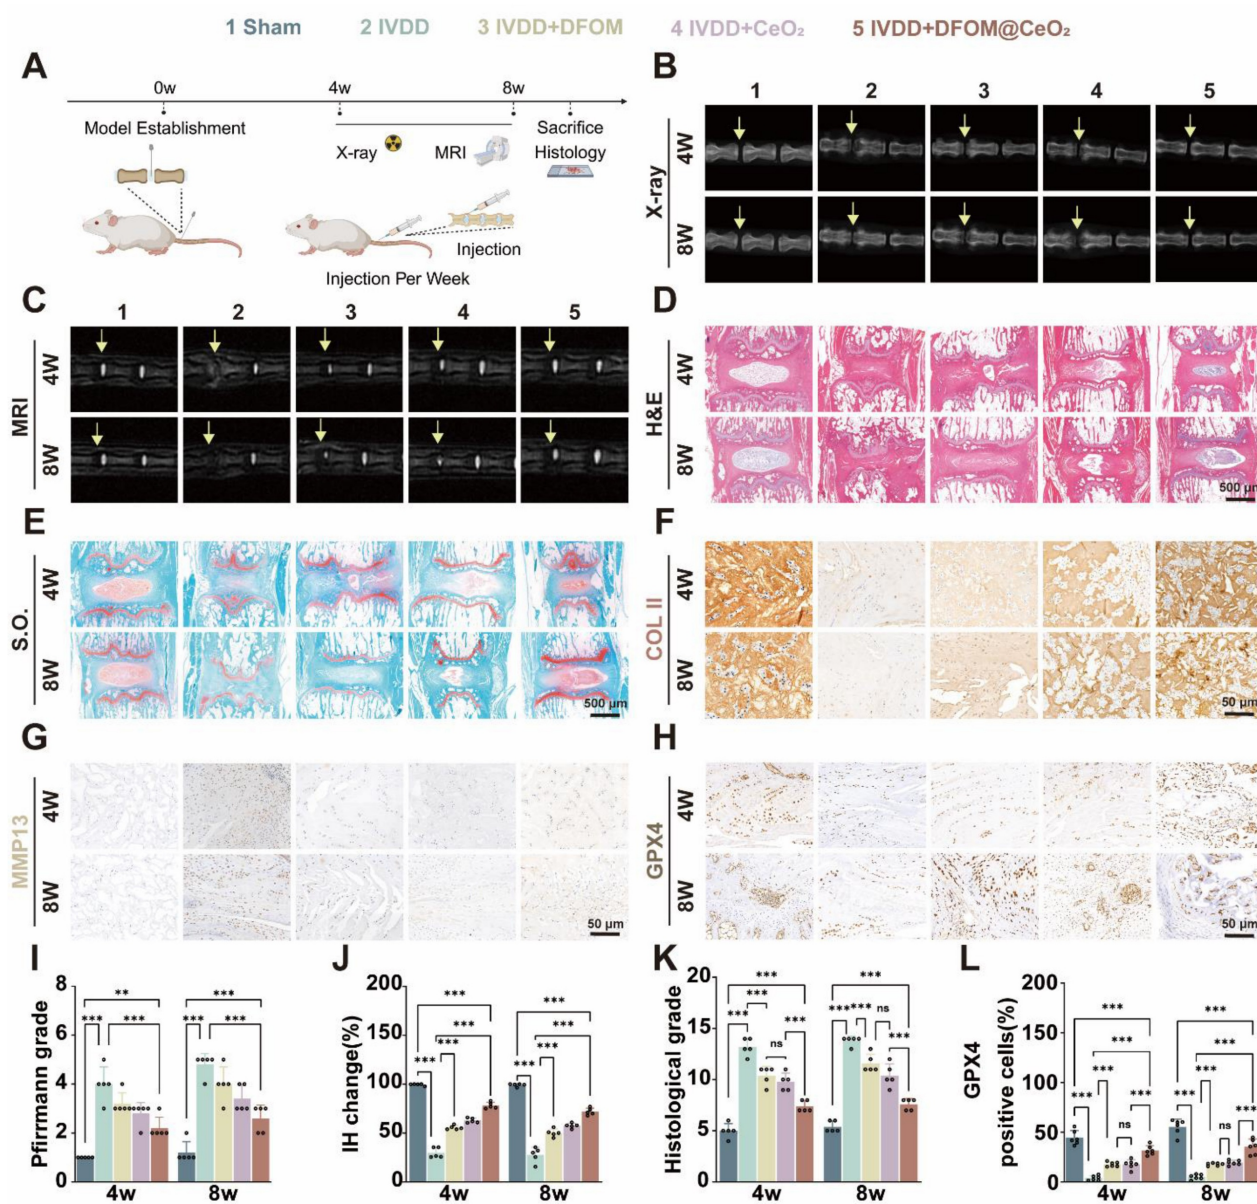 1 Sham 2 IVDD 3 IVDD+DFOM 4 IVDD+CeO₂ 5 IVDD+DFOM@CeO₂
A
0w 4w 8w
Model Establishment
X-ray MRI
Sacrifice
Histology
Injection
Injection Per Week
B
1 2 3 4 5
X-ray
4W
8W
C
1 2 3 4 5
MRI
4W
8W
D
H&E
4W
8W
500 μm
E
S.O.
4W
8W
500 μm
F
COL II
4W
8W
50 μm
G
MMP13
4W
8W
50 μm
H
GPX4
4W
8W
50 μm
I
Pfirrmann grade
8
6
4
2
0
** ***
*** *** *** ***
4w 8w
J
IH change(%)
200
150
100
50
0
*** ***
*** ***
*** ***
*** ***
4w 8w
K
Histological grade
20
15
10
5
0
*** ***
*** *** *** ns
*** ns *** ***
4w 8w
L
GPX4
positive cells(%)
200
150
100
50
0
*** ***
*** ***
*** ***
*** ns *** *** ns ***
4w 8w